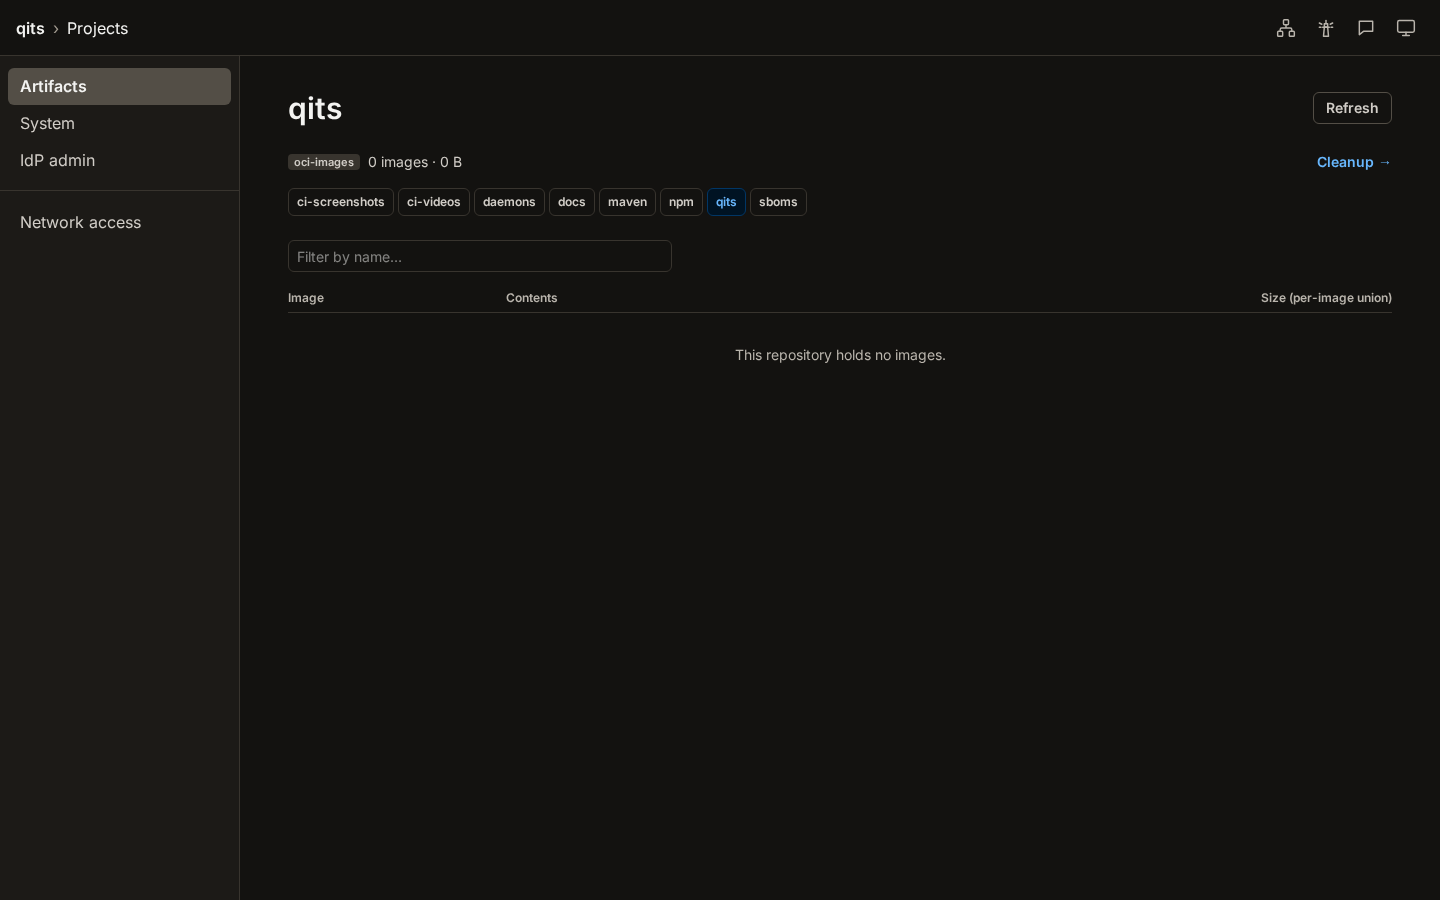 qits › Projects
Artifacts
System
IdP admin
Network access
qits
Refresh
oci-images 0 images · 0 B
Cleanup →
ci-screenshots ci-videos daemons docs maven npm qits sboms
Filter by name...
Image Contents Size (per-image union)
This repository holds no images.